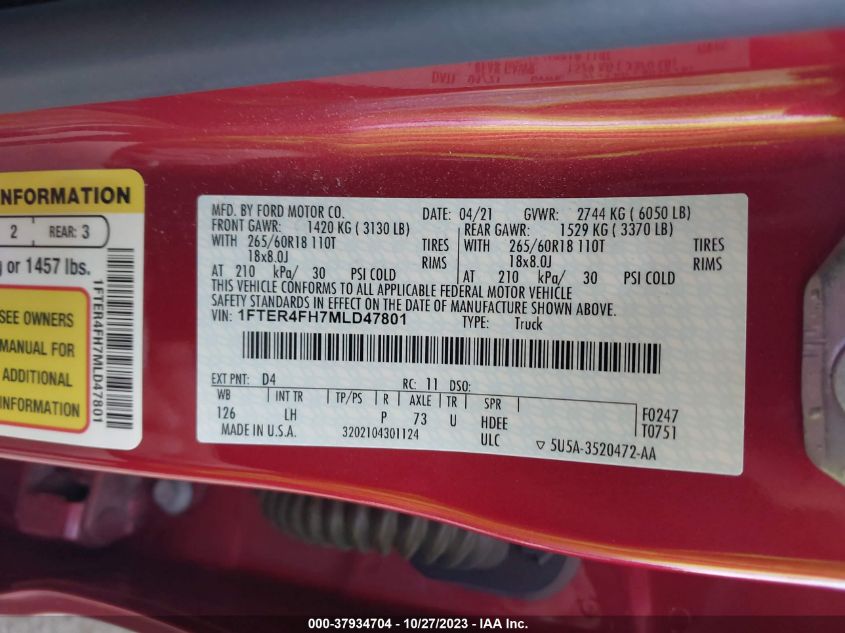 INFORMATION
2 REAR: 3
or 1457 lbs.
SEE OWNERS
MANUAL FOR
ADDITIONAL
INFORMATION
1FTER4FH7MLD47801
MFD. BY FORD MOTOR CO. DATE: 04/21 GVWR: 2744 KG ( 6050 LB)
FRONT GAWR: 1420 KG ( 3130 LB) REAR GAWR: 1529 KG ( 3370 LB)
WITH 265/60R18 110T TIRES WITH 265/60R18 110T TIRES
18x8.0J RIMS 18x8.0J RIMS
AT 210 kPa/ 30 PSI COLD AT 210 kPa/ 30 PSI COLD
THIS VEHICLE CONFORMS TO ALL APPLICABLE FEDERAL MOTOR VEHICLE
SAFETY STANDARDS IN EFFECT ON THE DATE OF MANUFACTURE SHOWN ABOVE.
VIN: 1FTER4FH7MLD47801 TYPE: Truck
EXT PNT: D4 RC: 11 DSO:
WB INT TR TP/PS R AXLE TR SPR
126 LH P 73 U HDEE F0247
MADE IN U.S.A. 3202104301124 ULC T0751
▽ 5U5A-3520472-AA
000-37934704 - 10/27/2023 - IAA Inc.